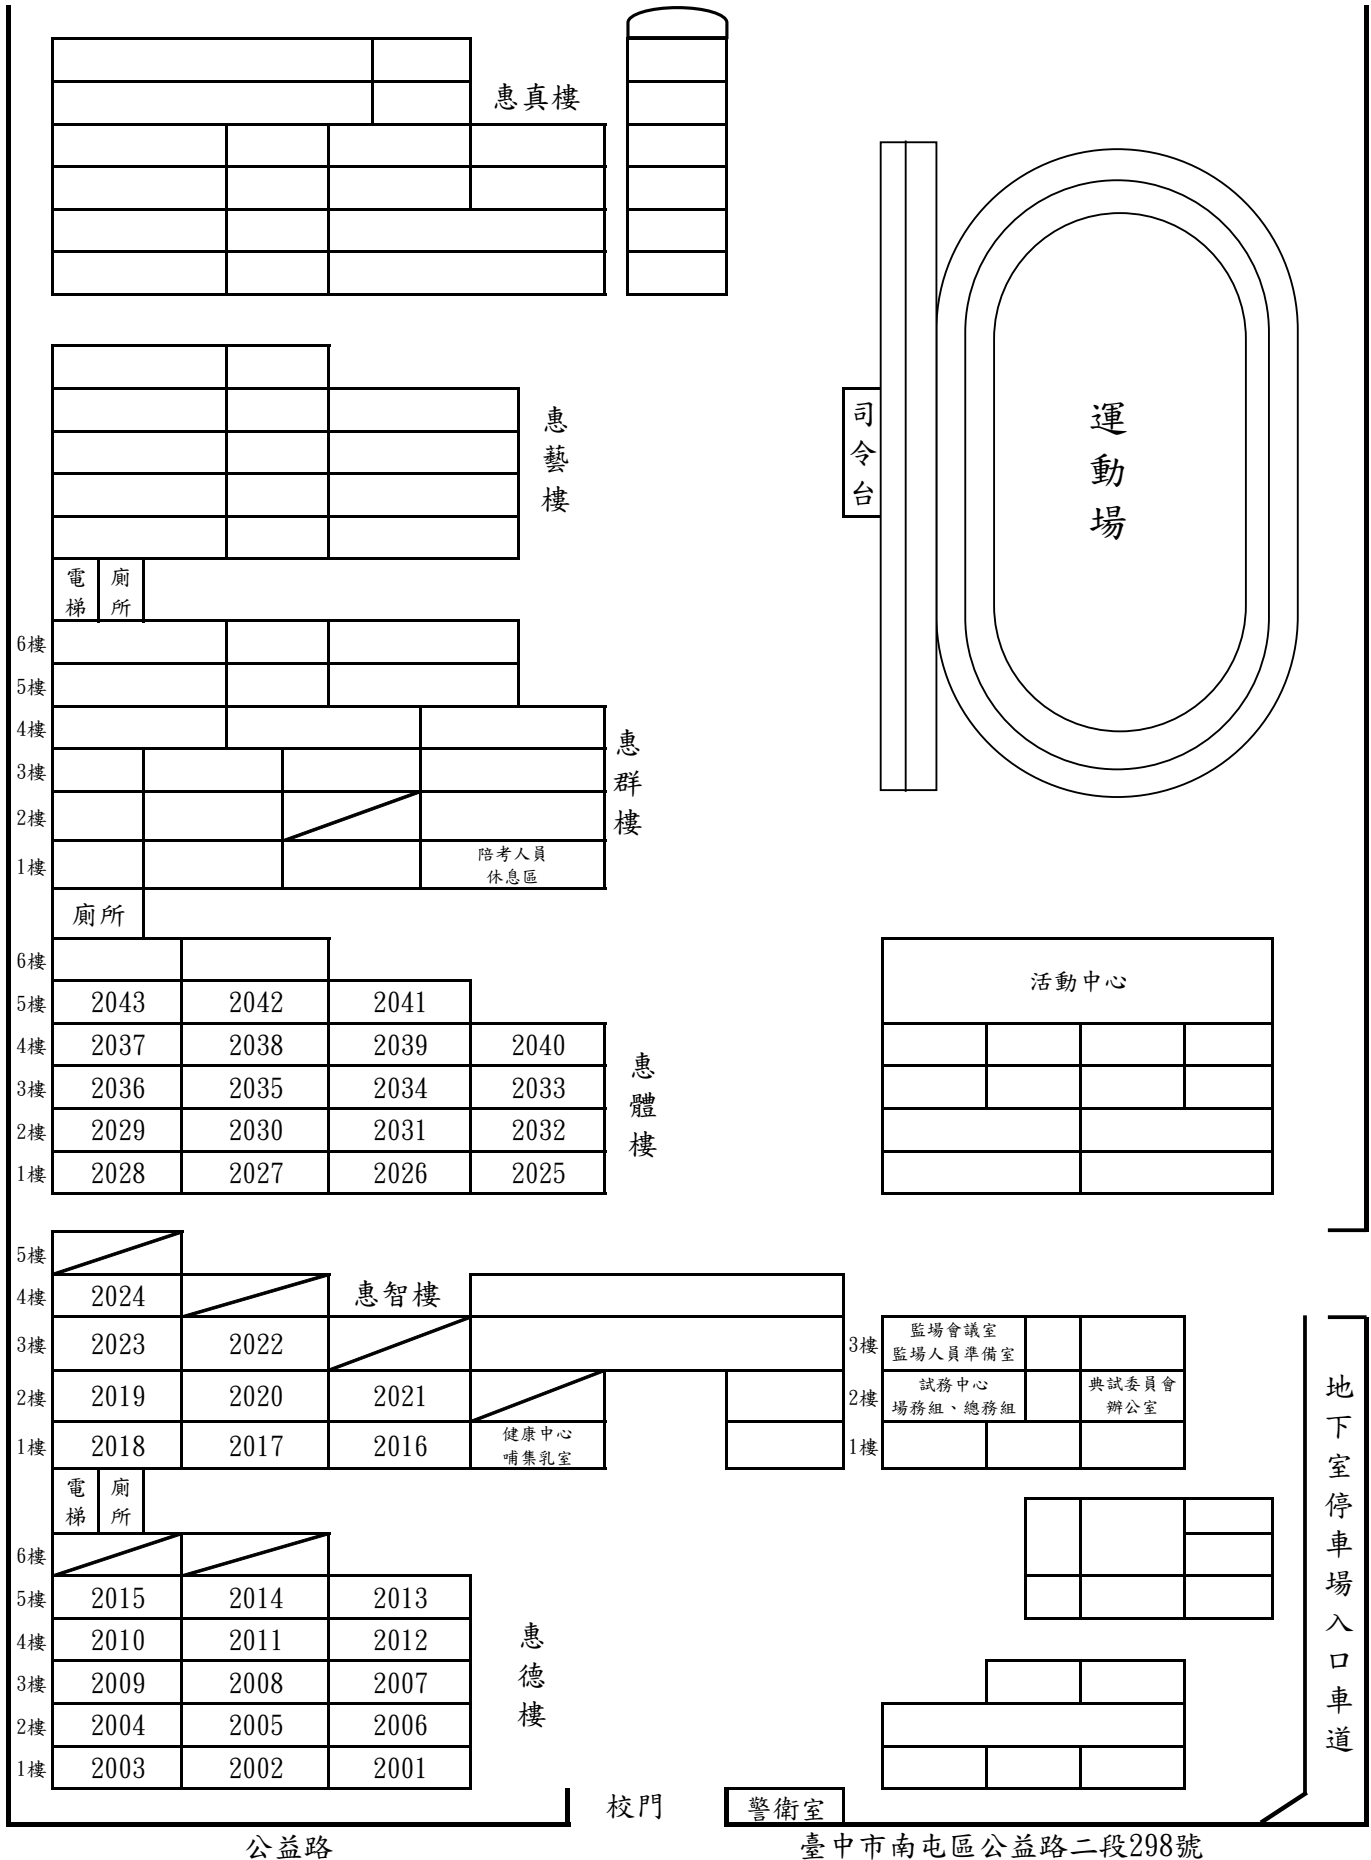 惠真樓
惠藝樓
司令台
運動場
電梯 廁所
6樓
5樓
4樓
3樓
2樓
1樓 陪考人員
休息區
惠群樓
廁所
6樓
5樓 2043 2042 2041
4樓 2037 2038 2039 2040
3樓 2036 2035 2034 2033
2樓 2029 2030 2031 2032
1樓 2028 2027 2026 2025
惠體樓
活動中心
5樓
4樓 2024 惠智樓
3樓 2023 2022
2樓 2019 2020 2021
1樓 2018 2017 2016 健康中心
哺集乳室
3樓 監場會議室
監場人員準備室
2樓 試務中心
場務組、總務組
典試委員會
辦公室
1樓
地下室停車場入口車道
電梯 廁所
6樓
5樓 2015 2014 2013
4樓 2010 2011 2012
3樓 2009 2008 2007
2樓 2004 2005 2006
1樓 2003 2002 2001
惠德樓
校門
警衛室
公益路
臺中市南屯區公益路二段298號